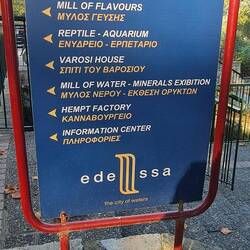 MILL OF FLAVOURS
ΜΥΛΟΣ ΓΕΥΣΗΣ
REPTILE - AQUARIUM
ΕΝΥΔΡΕΙΟ - ΕΡΠΕΤΑΡΙΟ
VAROSI HOUSE
ΣΠΙΤΙ ΤΟΥ ΒΑΡΟΣΙΟΥ
MILL OF WATER - MINERALS EXIBITION
ΜΥΛΟΣ ΝΕΡΟΥ - ΕΚΘΕΣΗ ΟΡΥΚΤΩΝ
HEMPT FACTORY
ΚΑΝΝΑΒΟΥΡΓΕΙΟ
INFORMATION CENTER
ΠΛΗΡΟΦΟΡΙΕΣ
edessa
The city of waters